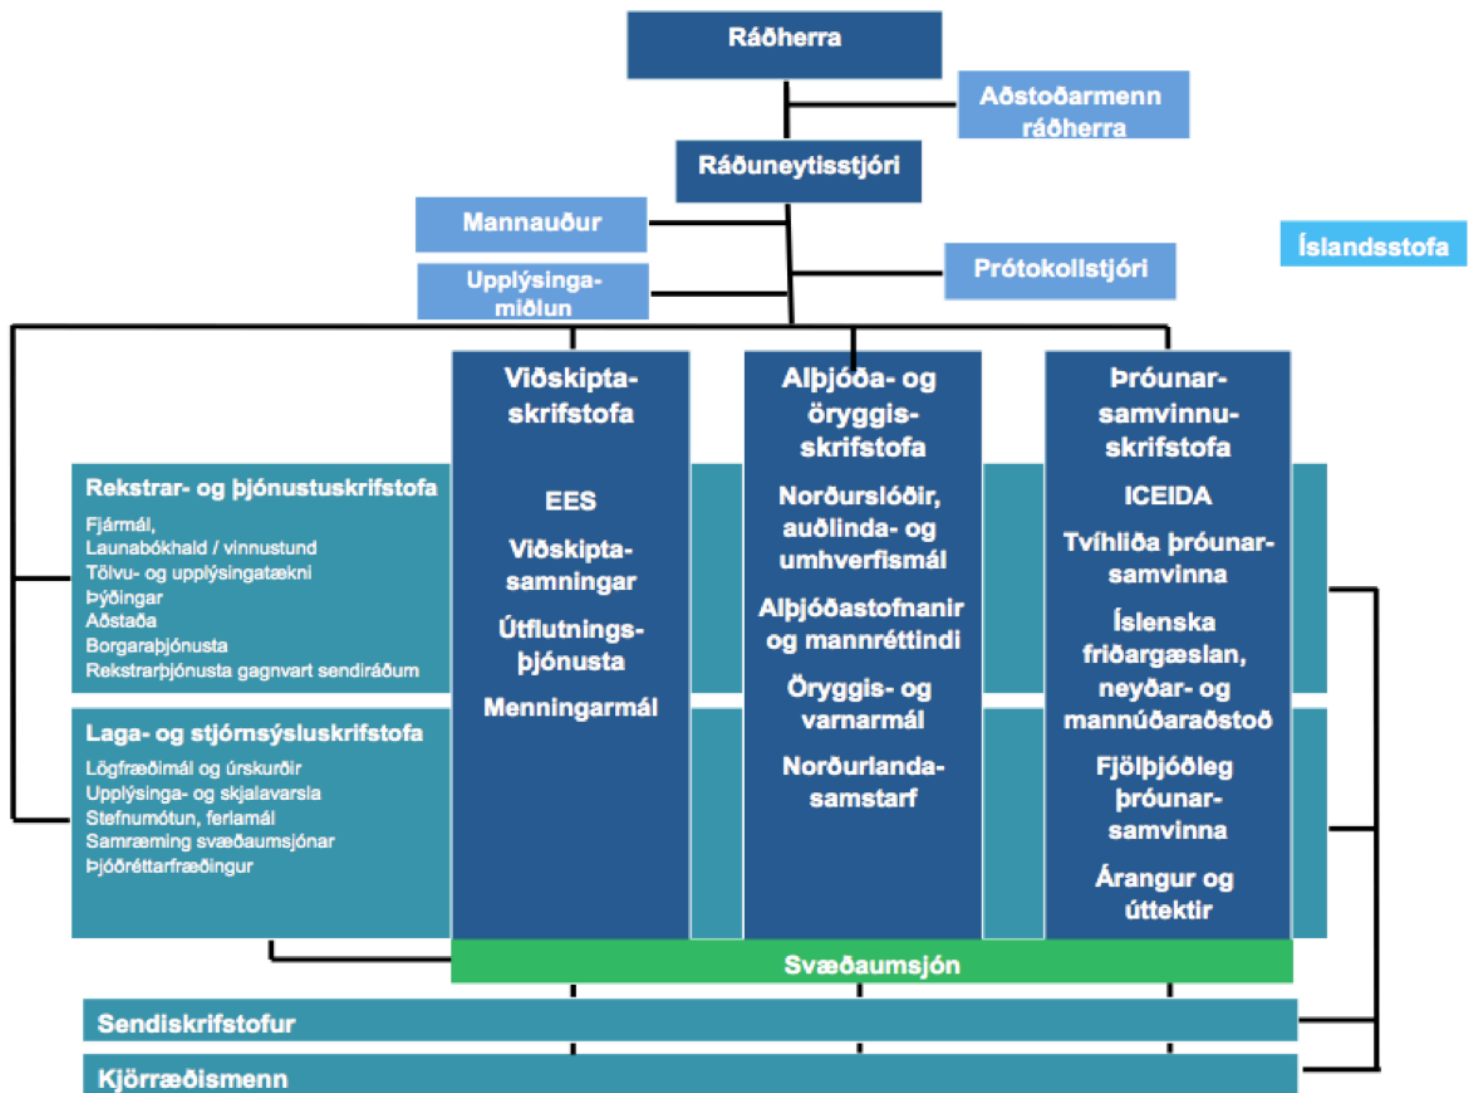 Ráðherra
Aðstoðarmenn
ráðherra
Ráðuneytisstjóri
Mannauður
Íslandsstofa
Prótokollstjóri
Upplýsinga-
miðlun
Viðskipta-
skrifstofa
EES
Viðskipta-
samningar
Útflutnings-
þjónusta
Menningarmál
Alþjóða- og
öryggis-
skrifstofa
Norðurslóðir,
auðlinda- og
umhverfismál
Alþjóðastofnanir
og mannréttindi
Öryggis- og
varnarmál
Norðurlanda-
samstarf
Þróunar-
samvinnu-
skrifstofa
ICEIDA
Tvíhliða þróunar-
samvinna
Íslenska
friðargæslan,
neyðar- og
mannúðaraðstoð
Fjölþjóðleg
þróunar-
samvinna
Árangur og
úttektir
Rekstrar- og þjónustuskrifstofa
Fjármál,
Launabókhald / vinnustund
Tölvu- og upplýsingatækni
Þýðingar
Aðstaða
Borgaraþjónusta
Rekstrarþjónusta gagnvart sendiráðum
Laga- og stjórnsýsluskrifstofa
Lögfræðimál og úrskurðir
Upplýsinga- og skjalavarsla
Stefnumótun, ferlamál
Samræming svæðaumsjónar
Þjóðréttarfræðingur
Svæðaumsjón
Sendiskrifstofur
Kjörræðismenn